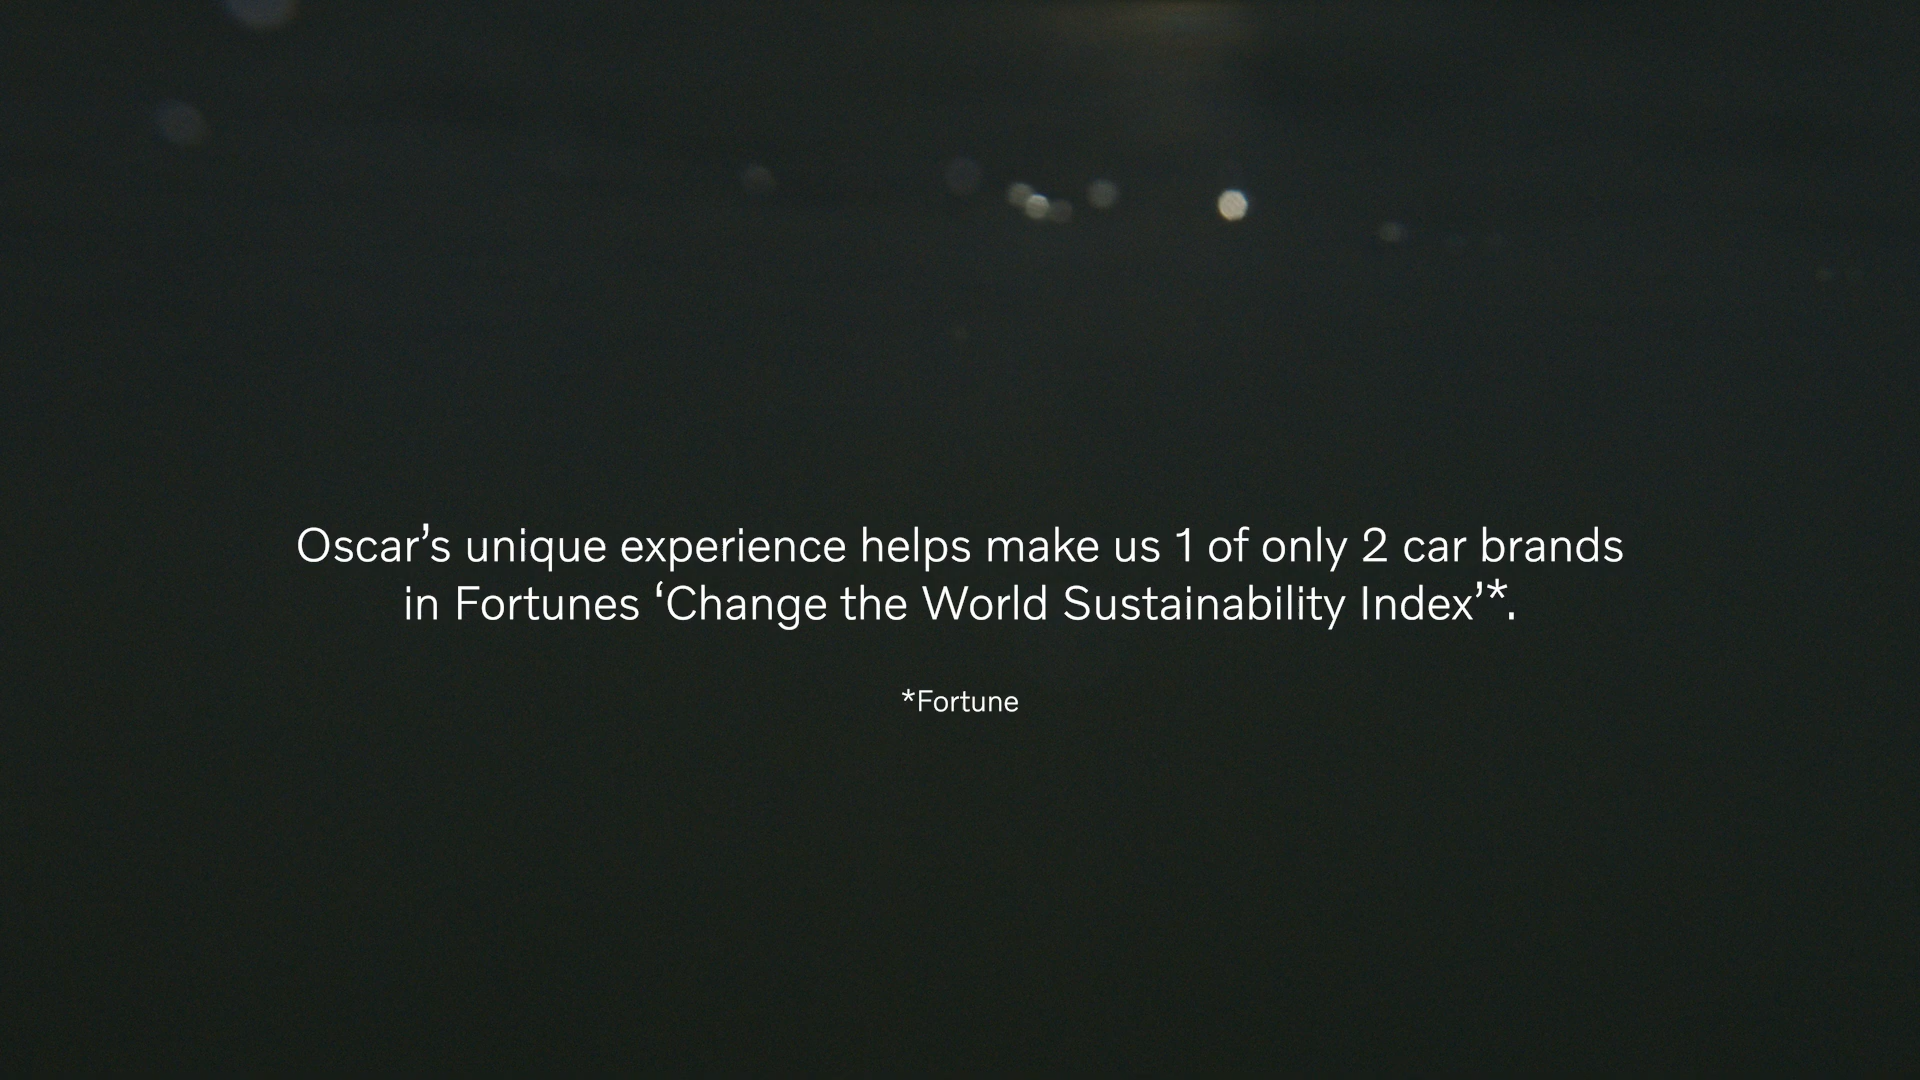 Oscar’s unique experience helps make us 1 of only 2 car brands
in Fortunes ‘Change the World Sustainability Index’*.
*Fortune